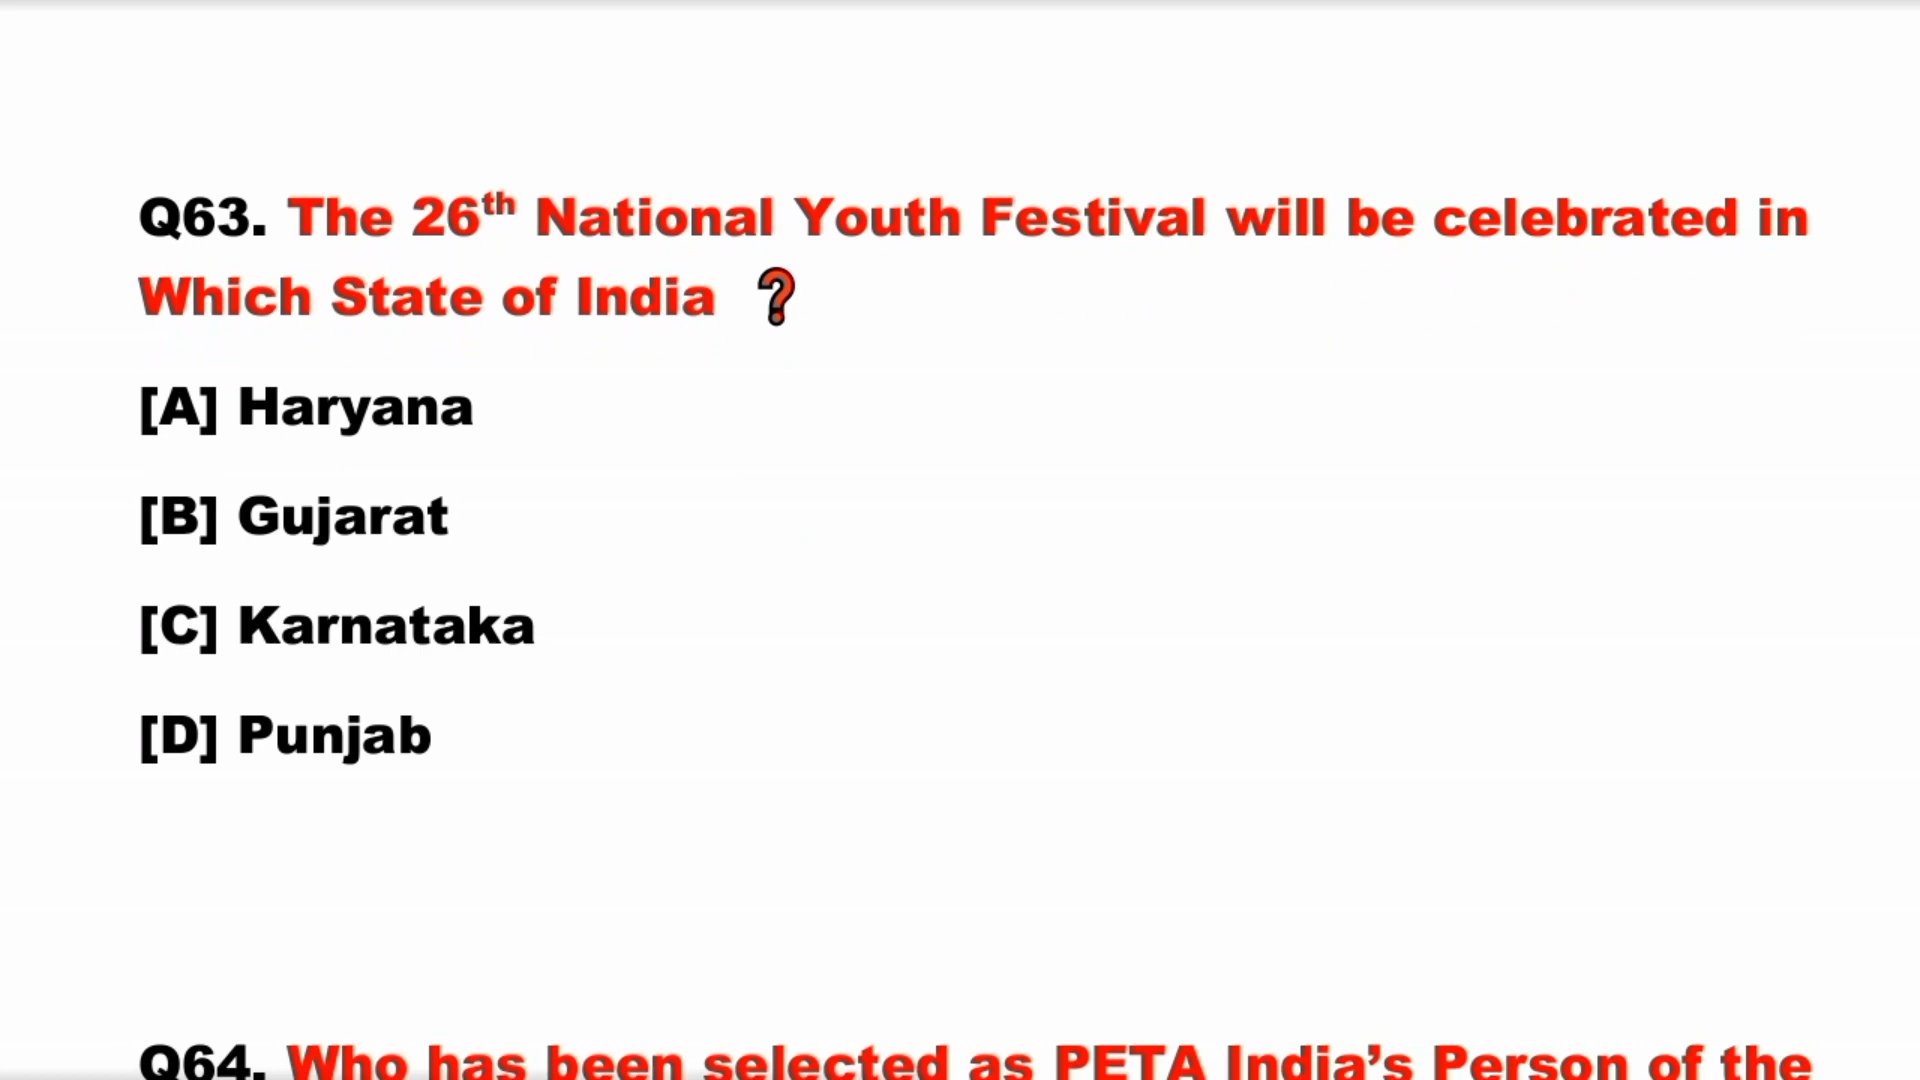 Q63. The 26th National Youth Festival will be celebrated in
Which State of India ?
[A] Haryana
[B] Gujarat
[C] Karnataka
[D] Punjab
Q64. Who has been selected as PETA India’s Person of the